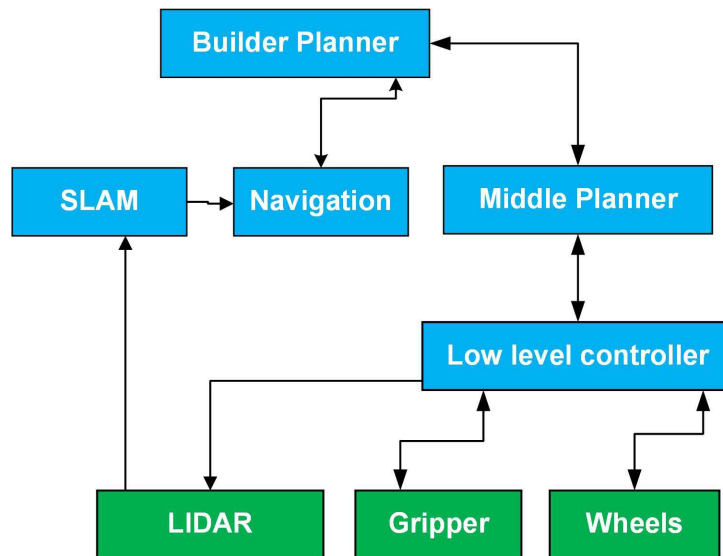 Builder Planner
SLAM
Navigation
Middle Planner
Low level controller
LIDAR
Gripper
Wheels